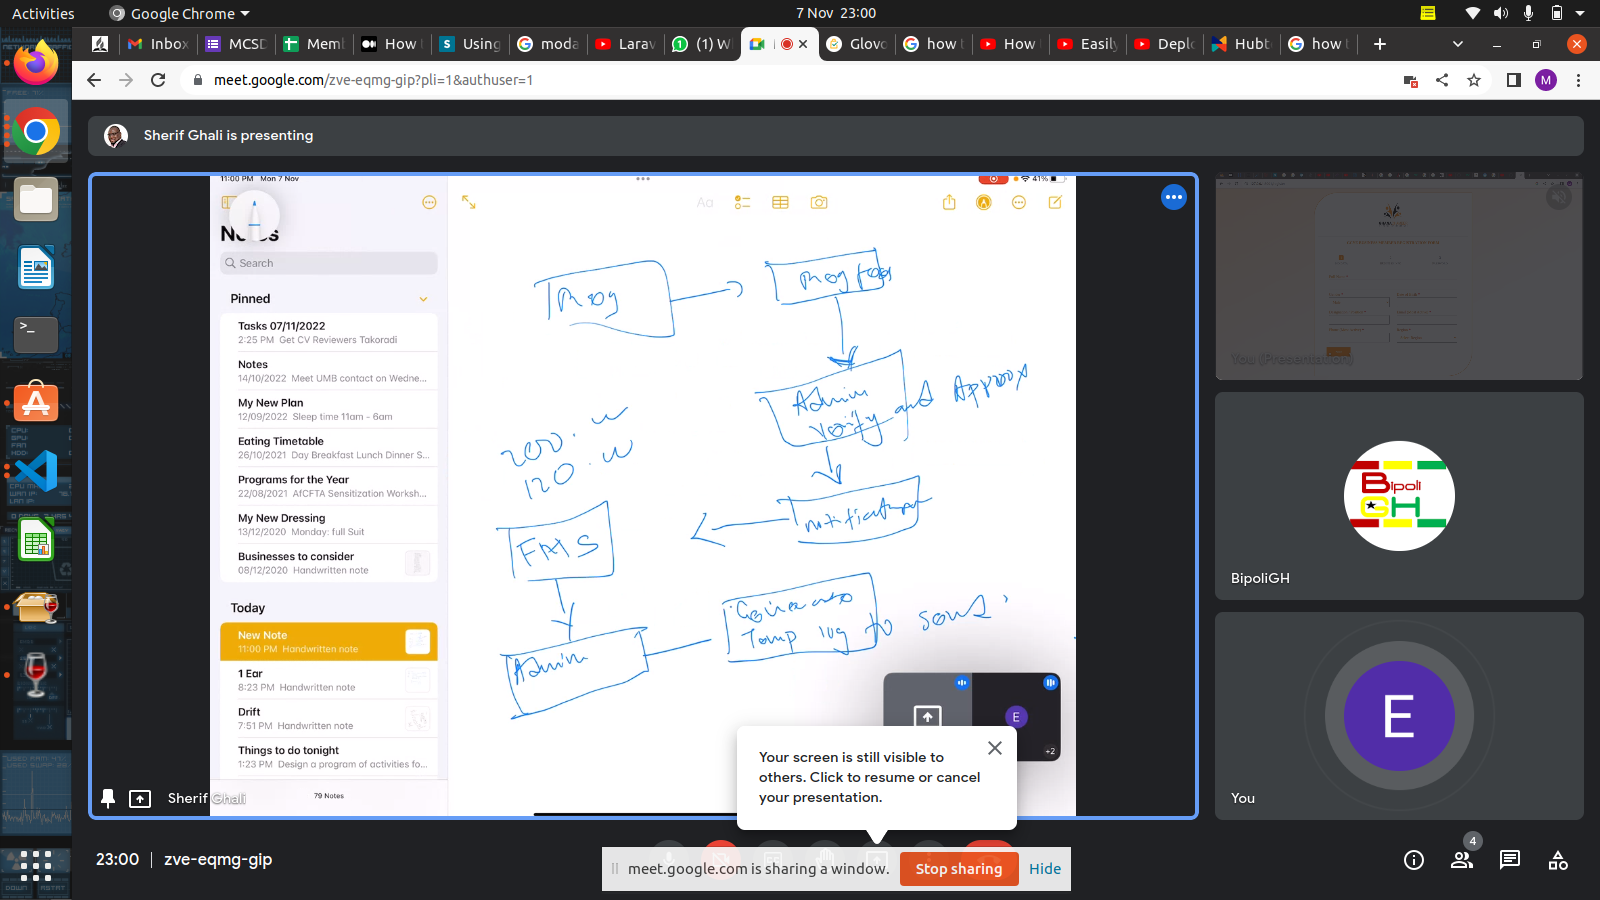 Activities
Google Chrome
7 Nov 23:00
Inbox
MCSD
Memb
How
Using
moda
Larav
(1) W
Glovo
how t
How
Easily
Deplo
Hubt
how t
meet.google.com/zve-eqmg-gip?pli=1&authuser=1
M
Sherif Ghali is presenting
11:00 PM Mon 7 Nov
41%
Notes
Aa
Search
Pinned
Tasks 07/11/2022
2:25 PM Get CV Reviewers Takoradi
Notes
14/10/2022 Meet UMB contact on Wedne...
My New Plan
12/09/2022 Sleep time 11am - 6am
Eating Timetable
26/10/2021 Day Breakfast Lunch Dinner S...
Programs for the Year
22/08/2021 AfCFTA Sensitization Worksh...
My New Dressing
13/12/2020 Monday: full Suit
Businesses to consider
08/12/2020 Handwritten note
Today
New Note
11:00 PM Handwritten note
1 Ear
8:23 PM Handwritten note
Drift
7:51 PM Handwritten note
Things to do tonight
1:23 PM Design a program of activities fo...
79 Notes
Admin
verify and
200. w
120. w
FMS
Admin
Temp log to
E
+2
Sherif Ghali
You (Presentation)
Bipoli
GH
BipoliGH
E
You
Your screen is still visible to
others. Click to resume or cancel
your presentation.
23:00 | zve-eqmg-gip
meet.google.com is sharing a window.
Stop sharing
Hide
4